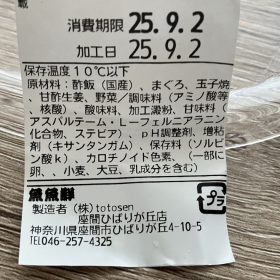 載
消費期限 25.9.2
加工日 25.9.2
保存温度１０℃以下
原材料：酢飯（国産）、まぐろ、玉子焼
、甘酢生姜、野菜／調味料（アミノ酸等
、核酸）、酸味料、加工澱粉、甘味料（
アスパルテーム・Ｌ－フェニルアラニン
化合物、ステビア）、ｐＨ調整剤、増粘
剤（キサンタンガム）、保存料（ソルビ
ン酸ｋ）、カロチノイド色素、（一部に
卵、、小麦、大豆、乳成分を含む）
魚魚鮮
製造者（株）totosen
座間ひばりが丘店
神奈川県座間市ひばりが丘4-10-5
TEL046-257-4325
プラ